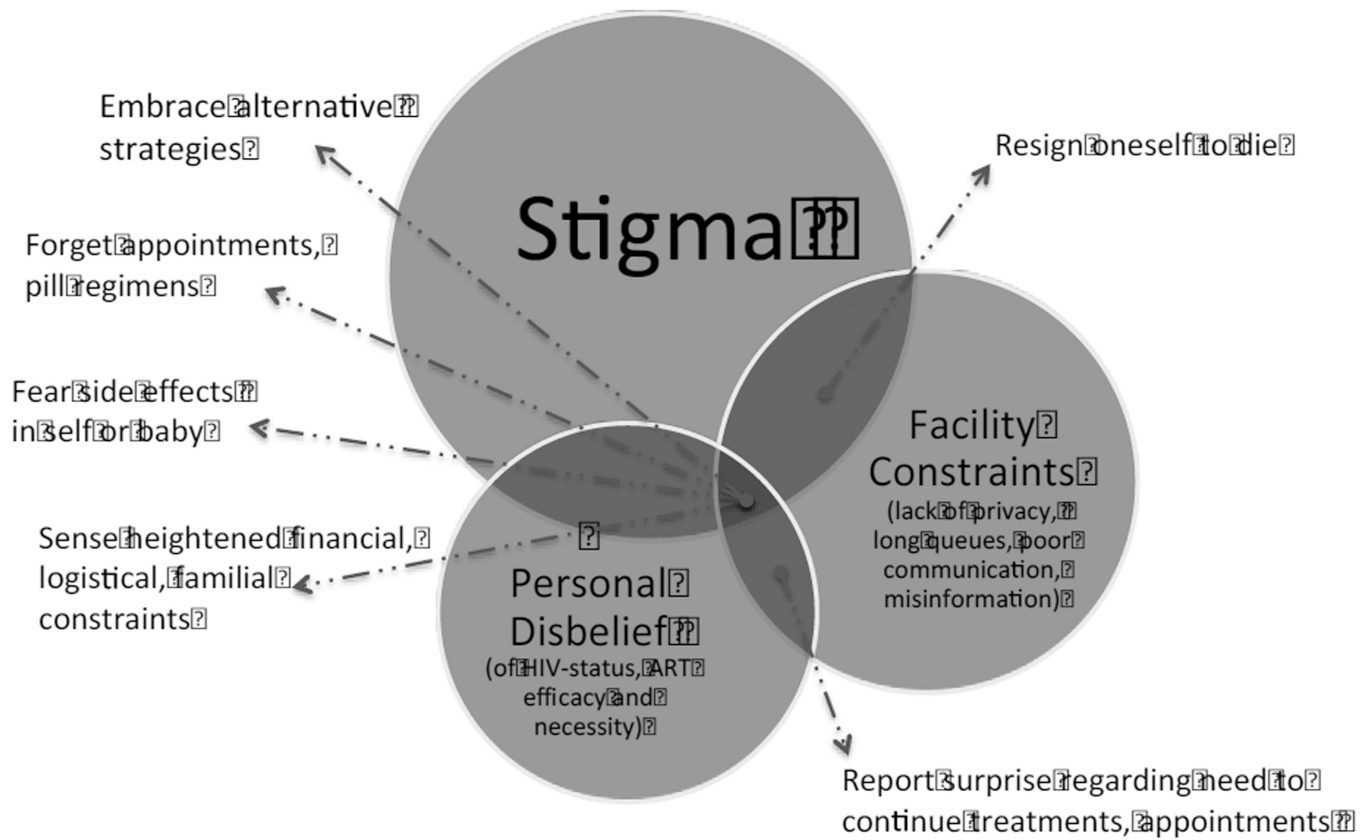 Embrace alternative
strategies
Forget appointments,
pill regimens
Fear side effects
in self or baby
Sense heightened financial,
logistical, familial
constraints
Stigma
Resign oneself to die
Facility
Constraints
(lack of privacy,
long queues, poor
communication,
misinformation)
Personal
Disbelief
(of HIV-status, ART
efficacy and
necessity)
Report surprise regarding need to
continue treatments, appointments